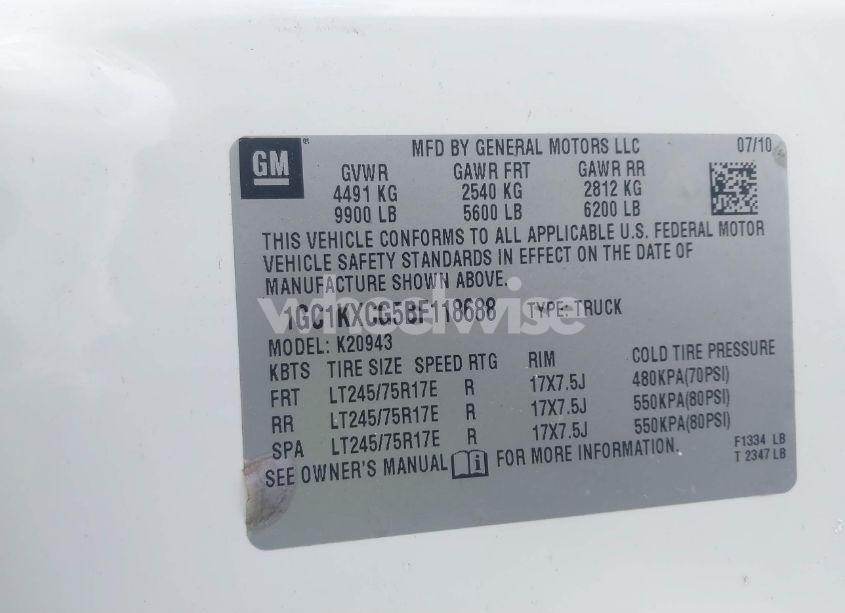 GM
MFD BY GENERAL MOTORS LLC 07/10
GVWR GAWR FRT GAWR RR
4491 KG 2540 KG 2812 KG
9900 LB 5600 LB 6200 LB
THIS VEHICLE CONFORMS TO ALL APPLICABLE U.S. FEDERAL MOTOR
VEHICLE SAFETY STANDARDS IN EFFECT ON THE DATE OF
MANUFACTURE SHOWN ABOVE.
wheelwise
1GC1KXCG5BF118688 TYPE: TRUCK
MODEL: K20943
KBTS TIRE SIZE SPEED RTG RIM COLD TIRE PRESSURE
FRT LT245/75R17E R 17X7.5J 480KPA(70PSI)
RR LT245/75R17E R 17X7.5J 550KPA(80PSI)
SPA LT245/75R17E R 17X7.5J 550KPA(80PSI)
SEE OWNER'S MANUAL FOR MORE INFORMATION.
F1334 LB
T 2347 LB